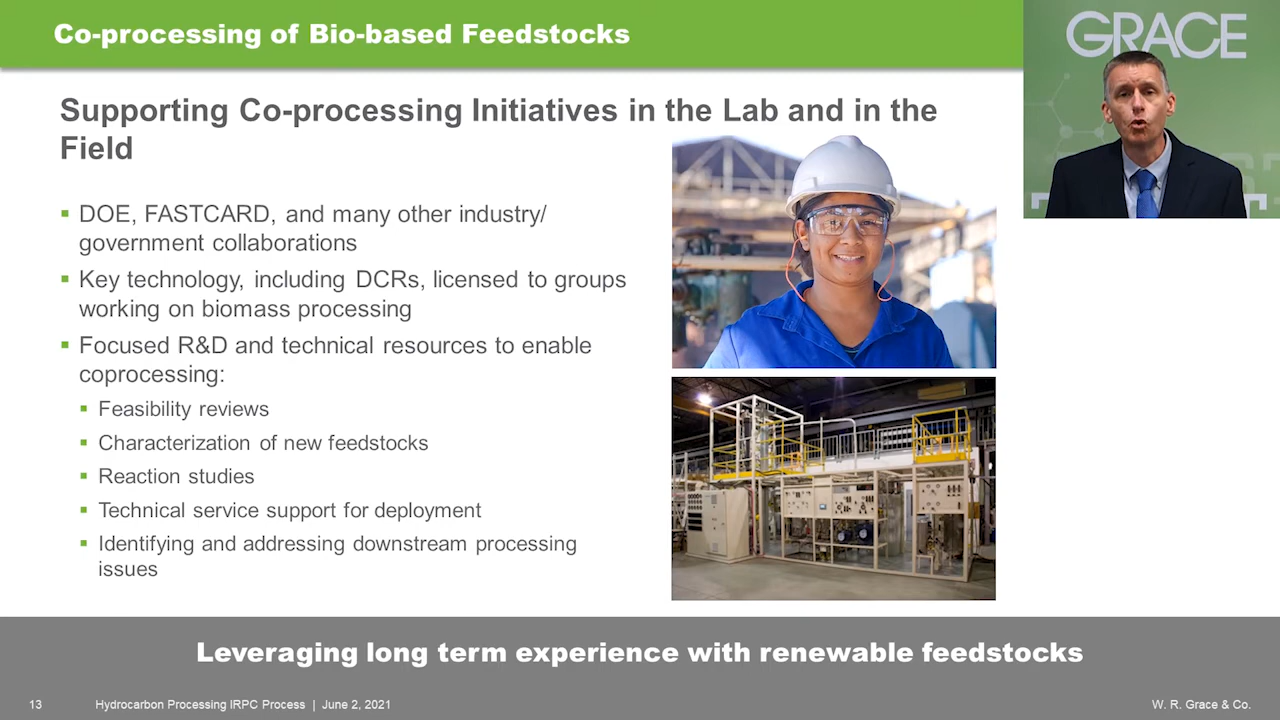 Co-processing of Bio-based Feedstocks
GRACE
Supporting Co-processing Initiatives in the Lab and in the
Field
▪ DOE, FASTCARD, and many other industry/
government collaborations
▪ Key technology, including DCRs, licensed to groups
working on biomass processing
▪ Focused R&D and technical resources to enable
coprocessing:
▪ Feasibility reviews
▪ Characterization of new feedstocks
▪ Reaction studies
▪ Technical service support for deployment
▪ Identifying and addressing downstream processing
issues
Leveraging long term experience with renewable feedstocks
13 Hydrocarbon Processing IRPC Process | June 2, 2021 W. R. Grace & Co.